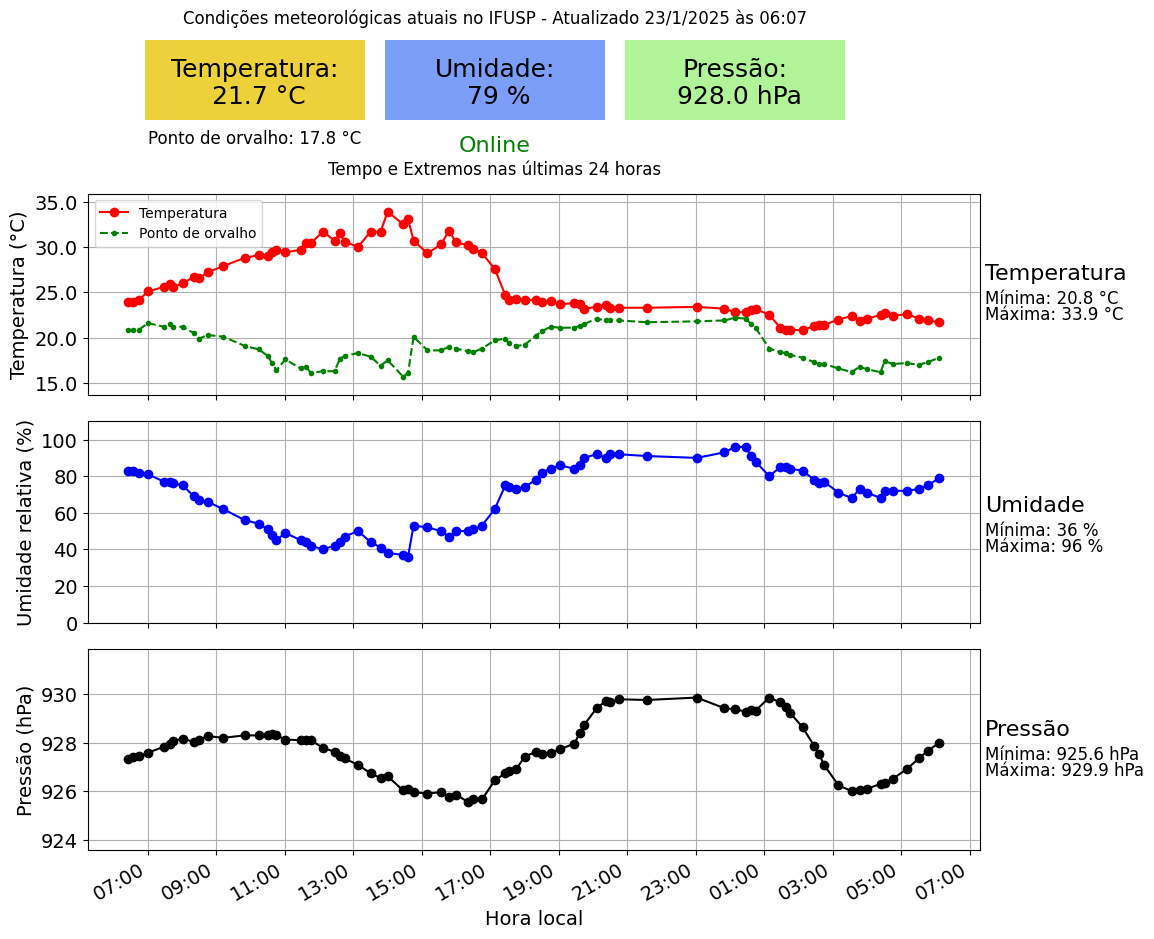 Condições meteorológicas atuais no IFUSP - Atualizado 23/1/2025 às 06:07
Temperatura:
21.7 °C
Umidade:
79 %
Pressão:
928.0 hPa
Ponto de orvalho: 17.8 °C
Online
Tempo e Extremos nas últimas 24 horas
Temperatura (°C)
35.0
30.0
25.0
20.0
15.0
Temperatura
Ponto de orvalho
Temperatura
Mínima: 20.8 °C
Máxima: 33.9 °C
Umidade relativa (%)
100
80
60
40
20
0
Umidade
Mínima: 36 %
Máxima: 96 %
Pressão (hPa)
930
928
926
924
Pressão
Mínima: 925.6 hPa
Máxima: 929.9 hPa
07:00 09:00 11:00 13:00 15:00 17:00 19:00 21:00 23:00 01:00 03:00 05:00 07:00
Hora local